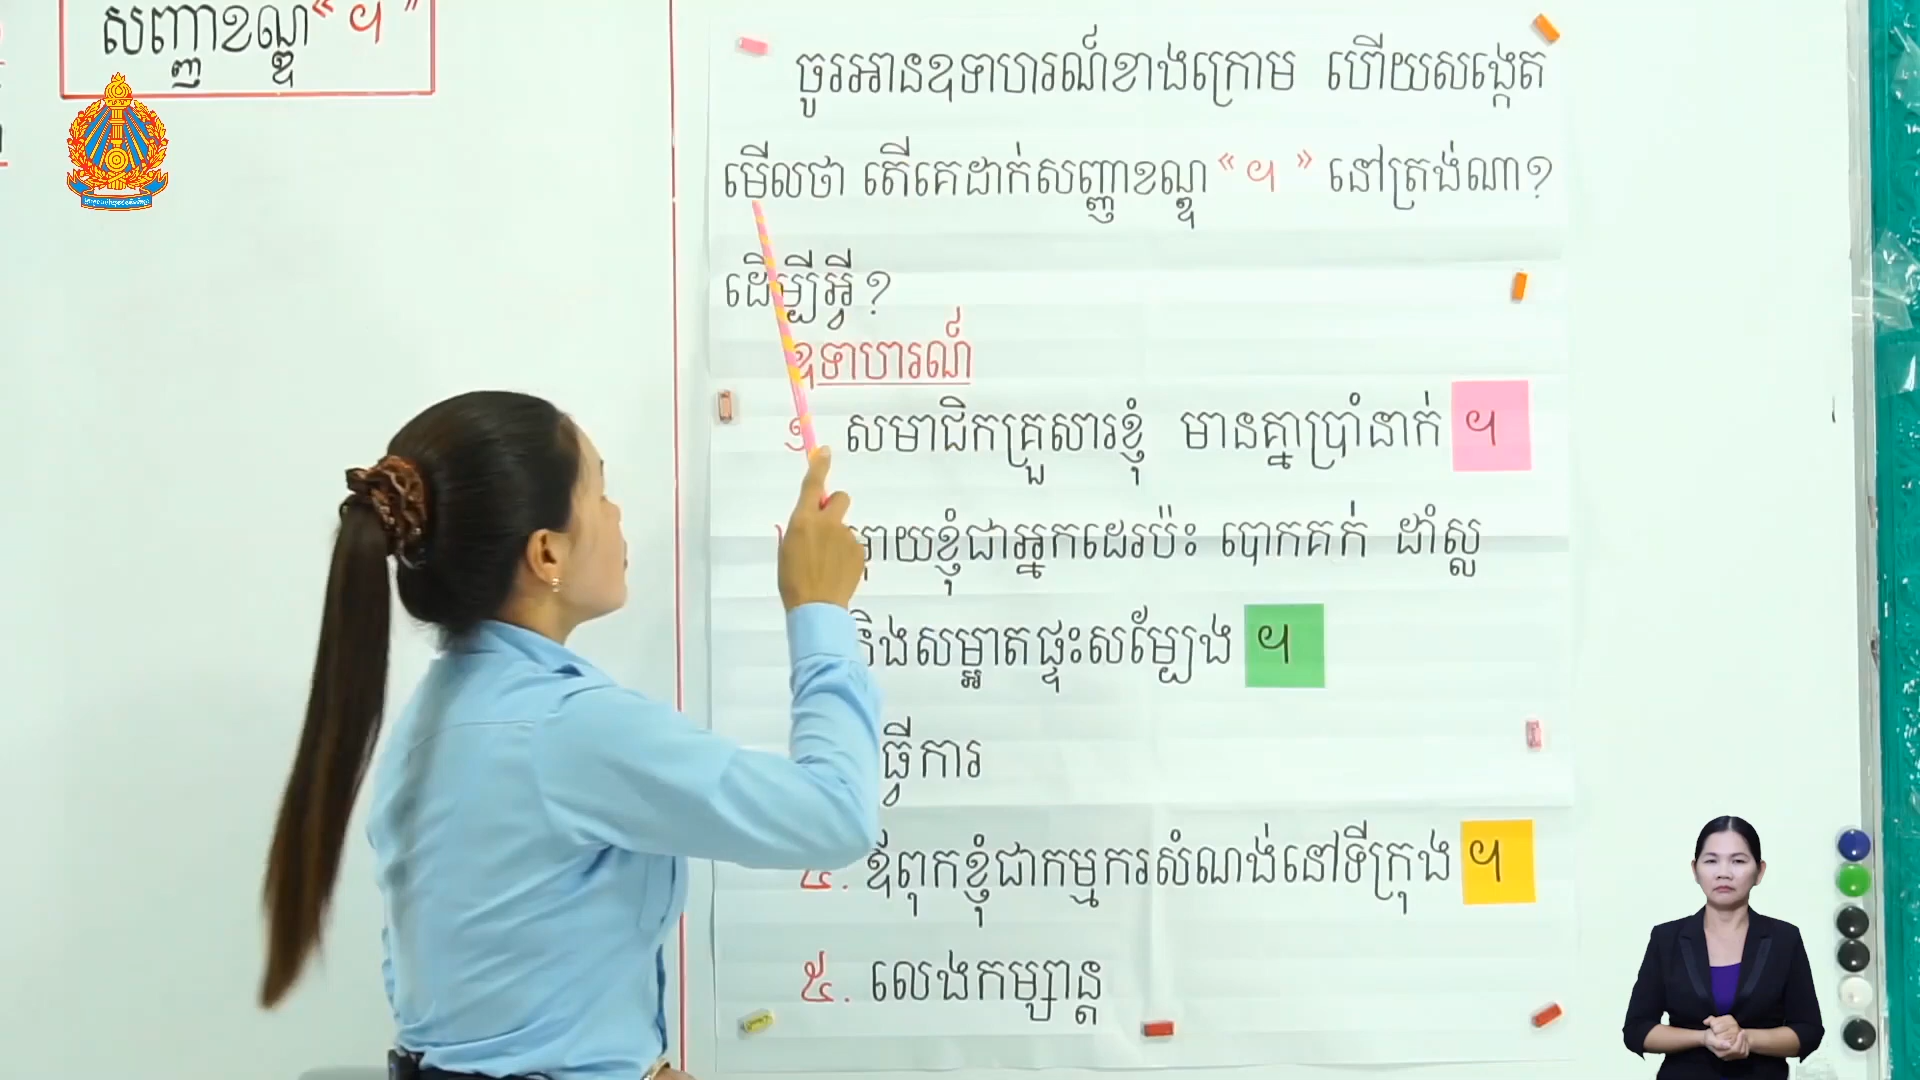 សញ្ញាខណ្ឌ «។»
ចូរអានឧទាហរណ៍ខាងក្រោម ហើយសង្កេត
មើលថា តើគេដាក់សញ្ញាខណ្ឌ «។» នៅត្រង់ណា?
ដើម្បីអ្វី?
ឧទាហរណ៍
១ សមាជិកគ្រួសារខ្ញុំ មានគ្នាប្រាំនាក់ ។
ម្តាយខ្ញុំជាអ្នកដេរប៉ះ បោកគក់ ដាំស្ល
និងសម្អាតផ្ទះសម្បែង ។
ធ្វើការ
៤. ឪពុកខ្ញុំជាកម្មករសំណង់នៅទីក្រុង ។
៥. លេងកម្សាន្ត